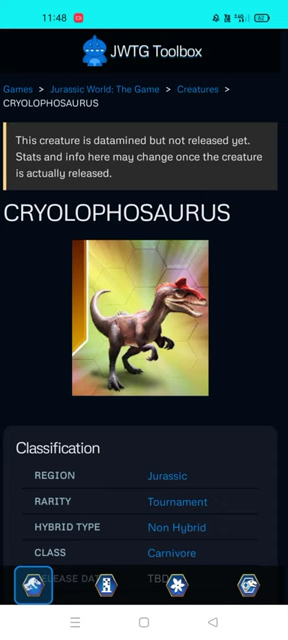 11:48
JWTG Toolbox
Games > Jurassic World: The Game > Creatures >
CRYOLOPHOSAURUS
This creature is datamined but not released yet.
Stats and info here may change once the creature
is actually released.
CRYOLOPHOSAURUS
Classification
REGION Jurassic
RARITY Tournament
HYBRID TYPE Non Hybrid
CLASS Carnivore
RELEASE DATE TBD